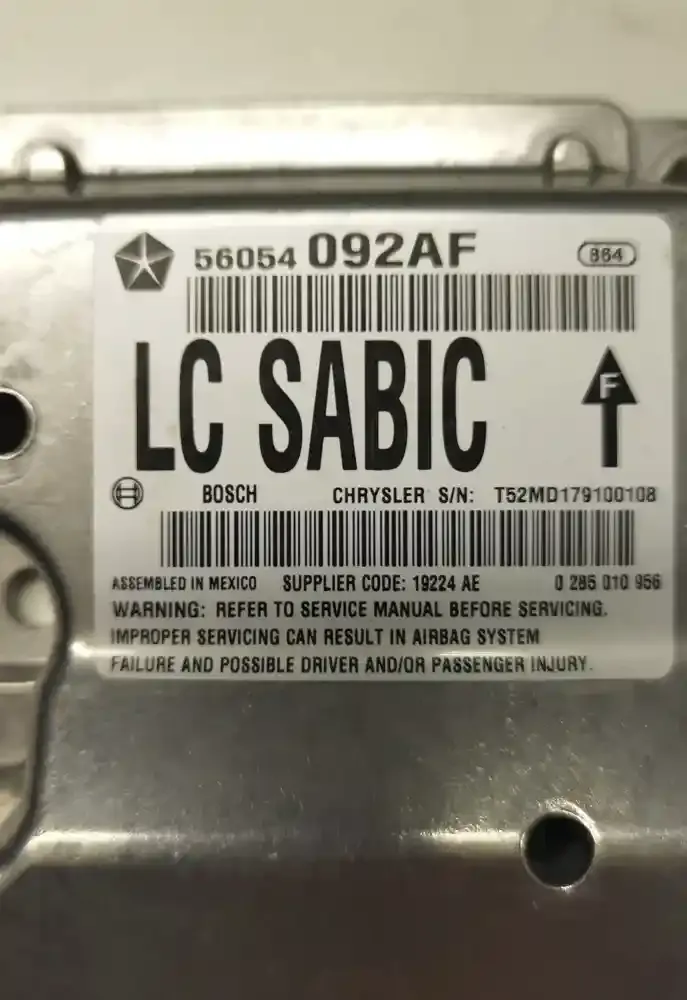 56054 092AF 864
LC SABIC
F
BOSCH CHRYSLER S/N: T52MD179100108
ASSEMBLED IN MEXICO SUPPLIER CODE: 19224 AE 0 285 010 956
WARNING: REFER TO SERVICE MANUAL BEFORE SERVICING.
IMPROPER SERVICING CAN RESULT IN AIRBAG SYSTEM
FAILURE AND POSSIBLE DRIVER AND/OR PASSENGER INJURY.